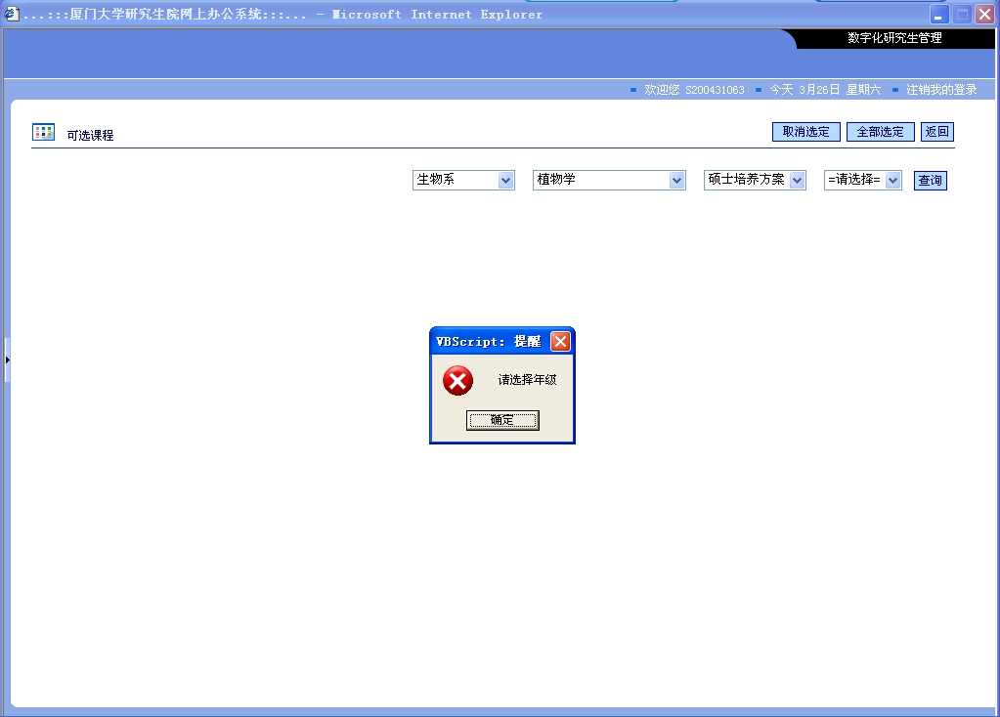 ...:::厦门大学研究生院网上办公系统:::... - Microsoft Internet Explorer
数字化研究生管理
欢迎您 S200431063 今天 3月26日 星期六 注销我的登录
可选课程 取消选定 全部选定 返回
生物系 植物学 硕士培养方案 =请选择= 查询
VBScript: 提醒
请选择年级
确定